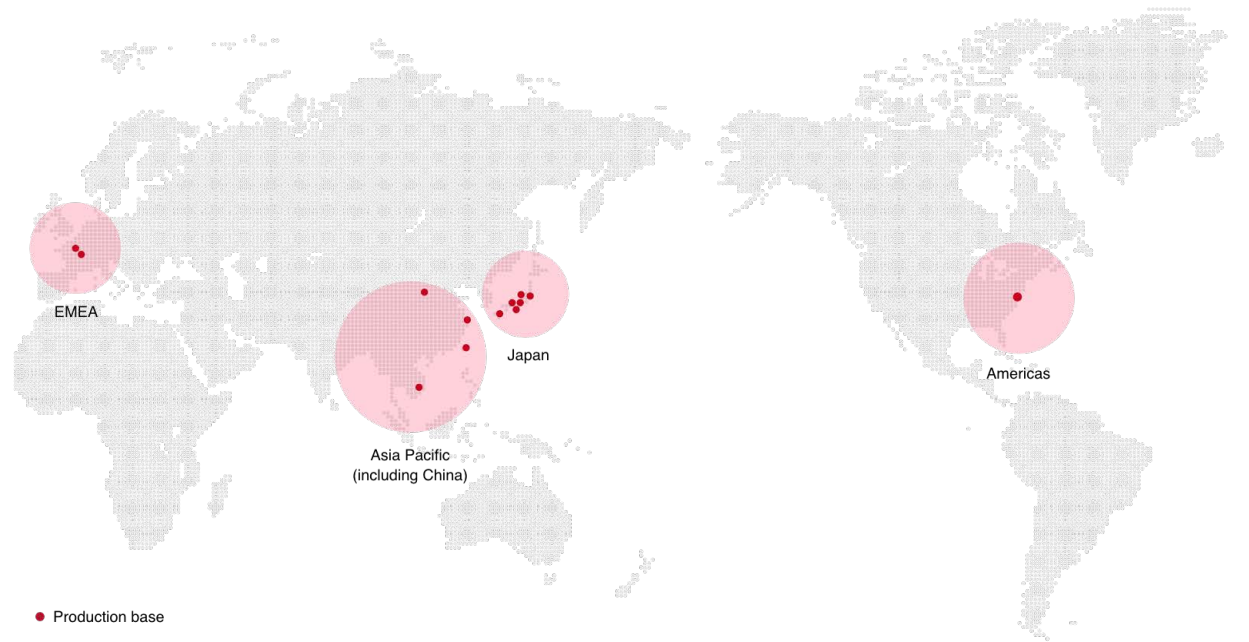 EMEA
Japan
Americas
Asia Pacific
(including China)
Production base